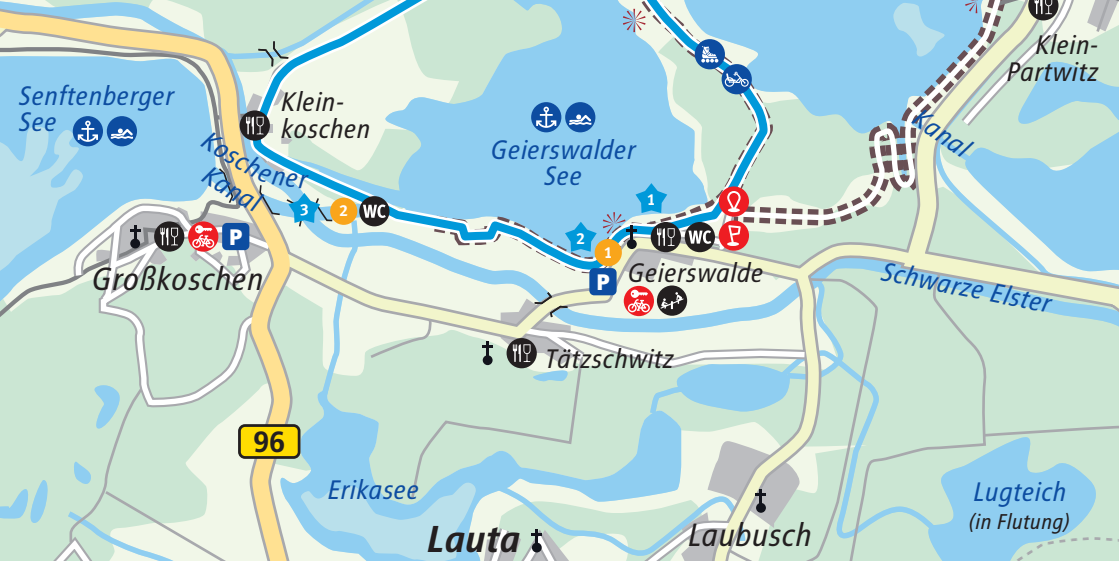 Klein-
Partwitz
Senftenberger
See
Klein-
koschen
Geierswalder
See
Kanal
Koschener
Kanal
1
3
2
WC
2
1
WC
P
Großkoschen
Geierswalde
P
Schwarze Elster
Tätzschwitz
96
Erikasee
Lugteich
(in Flutung)
Lauta
Laubusch